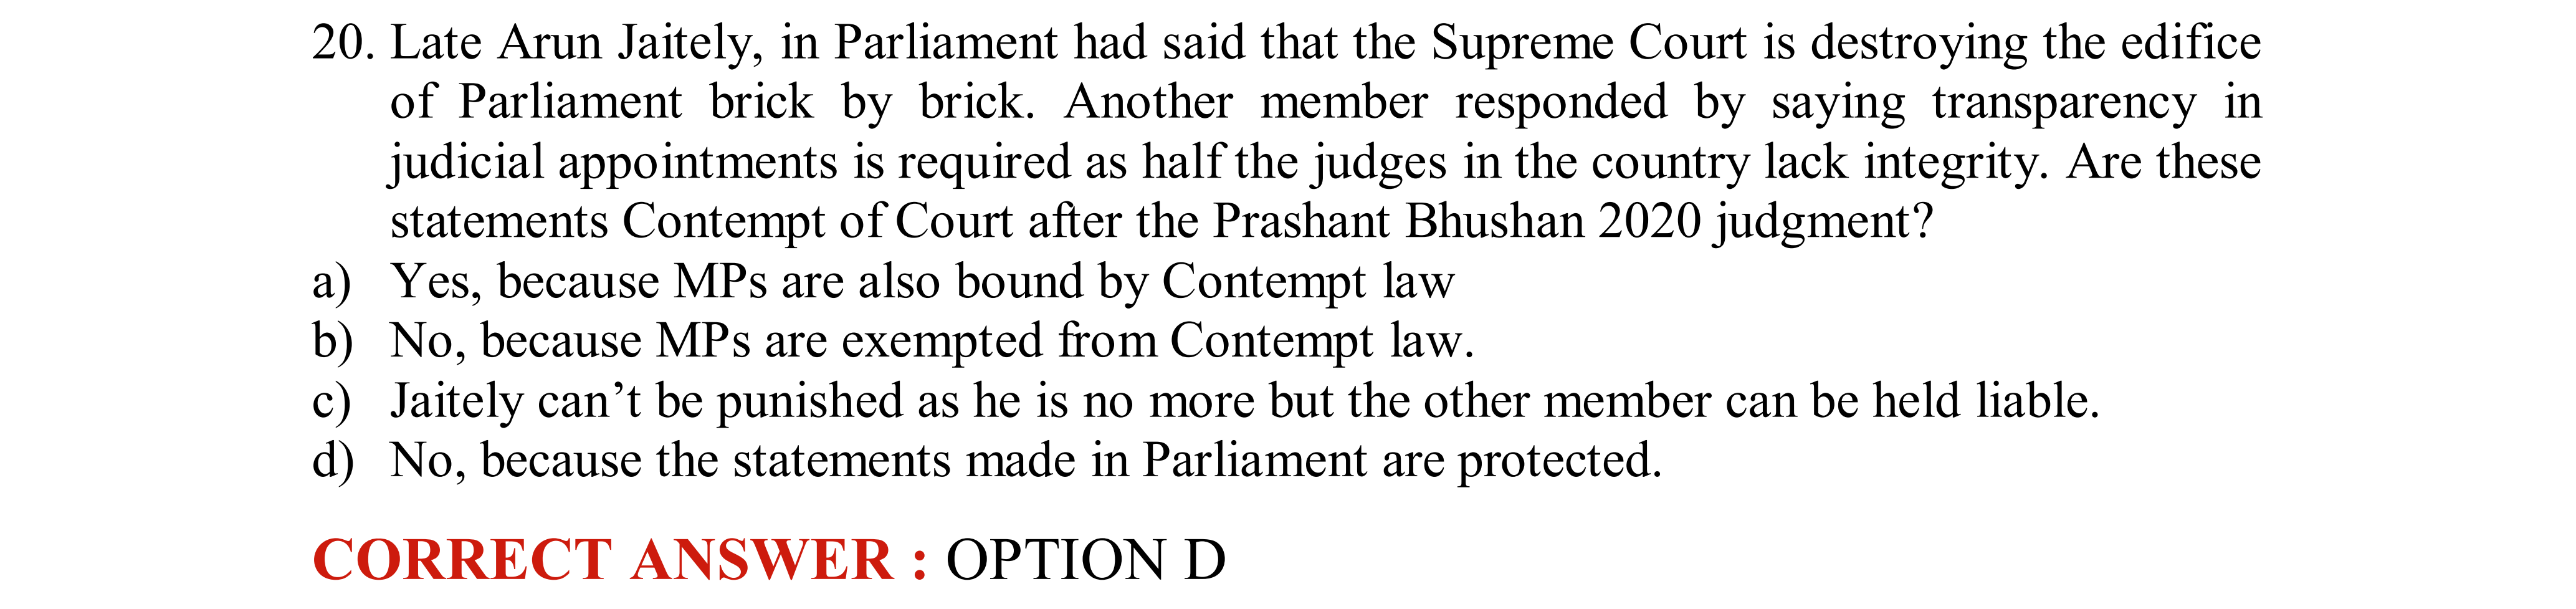 20. Late Arun Jaitely, in Parliament had said that the Supreme Court is destroying the edifice
of Parliament brick by brick. Another member responded by saying transparency in
judicial appointments is required as half the judges in the country lack integrity. Are these
statements Contempt of Court after the Prashant Bhushan 2020 judgment?
a) Yes, because MPs are also bound by Contempt law
b) No, because MPs are exempted from Contempt law.
c) Jaitely can’t be punished as he is no more but the other member can be held liable.
d) No, because the statements made in Parliament are protected.
CORRECT ANSWER : OPTION D